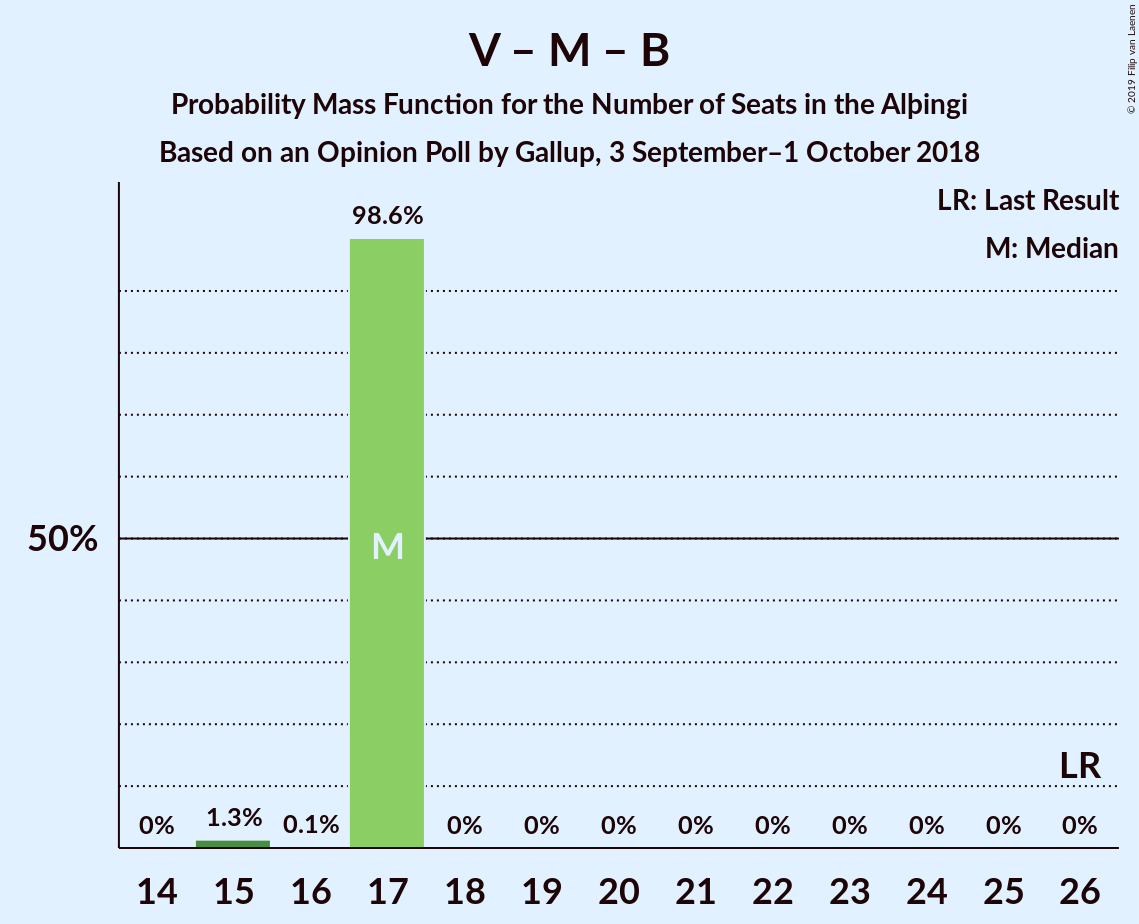 V – M – B
Probability Mass Function for the Number of Seats in the Alþingi
Based on an Opinion Poll by Gallup, 3 September–1 October 2018
© 2019 Filip van Laenen
LR: Last Result
M: Median
98.6%
50%
M
LR
0% 1.3% 0.1% 0% 0% 0% 0% 0% 0% 0% 0% 0%
14 15 16 17 18 19 20 21 22 23 24 25 26